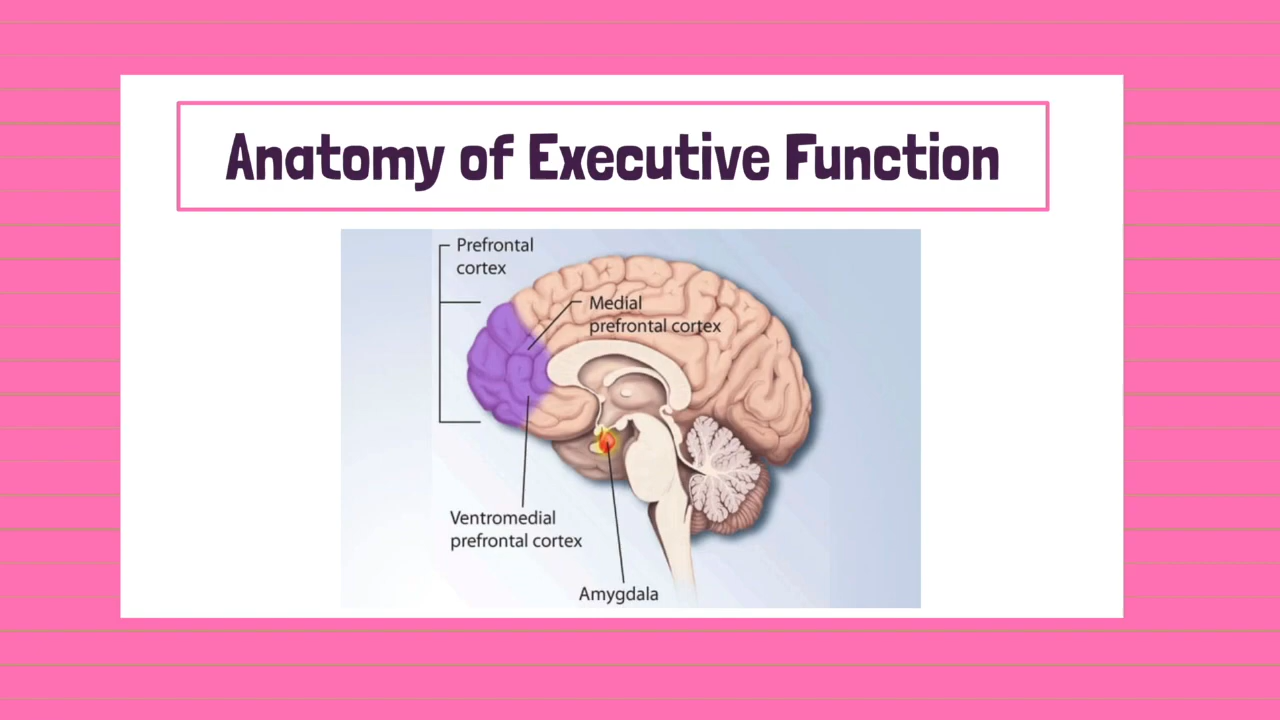 Anatomy of Executive Function
Prefrontal
cortex
Medial
prefrontal cortex
Ventromedial
prefrontal cortex
Amygdala